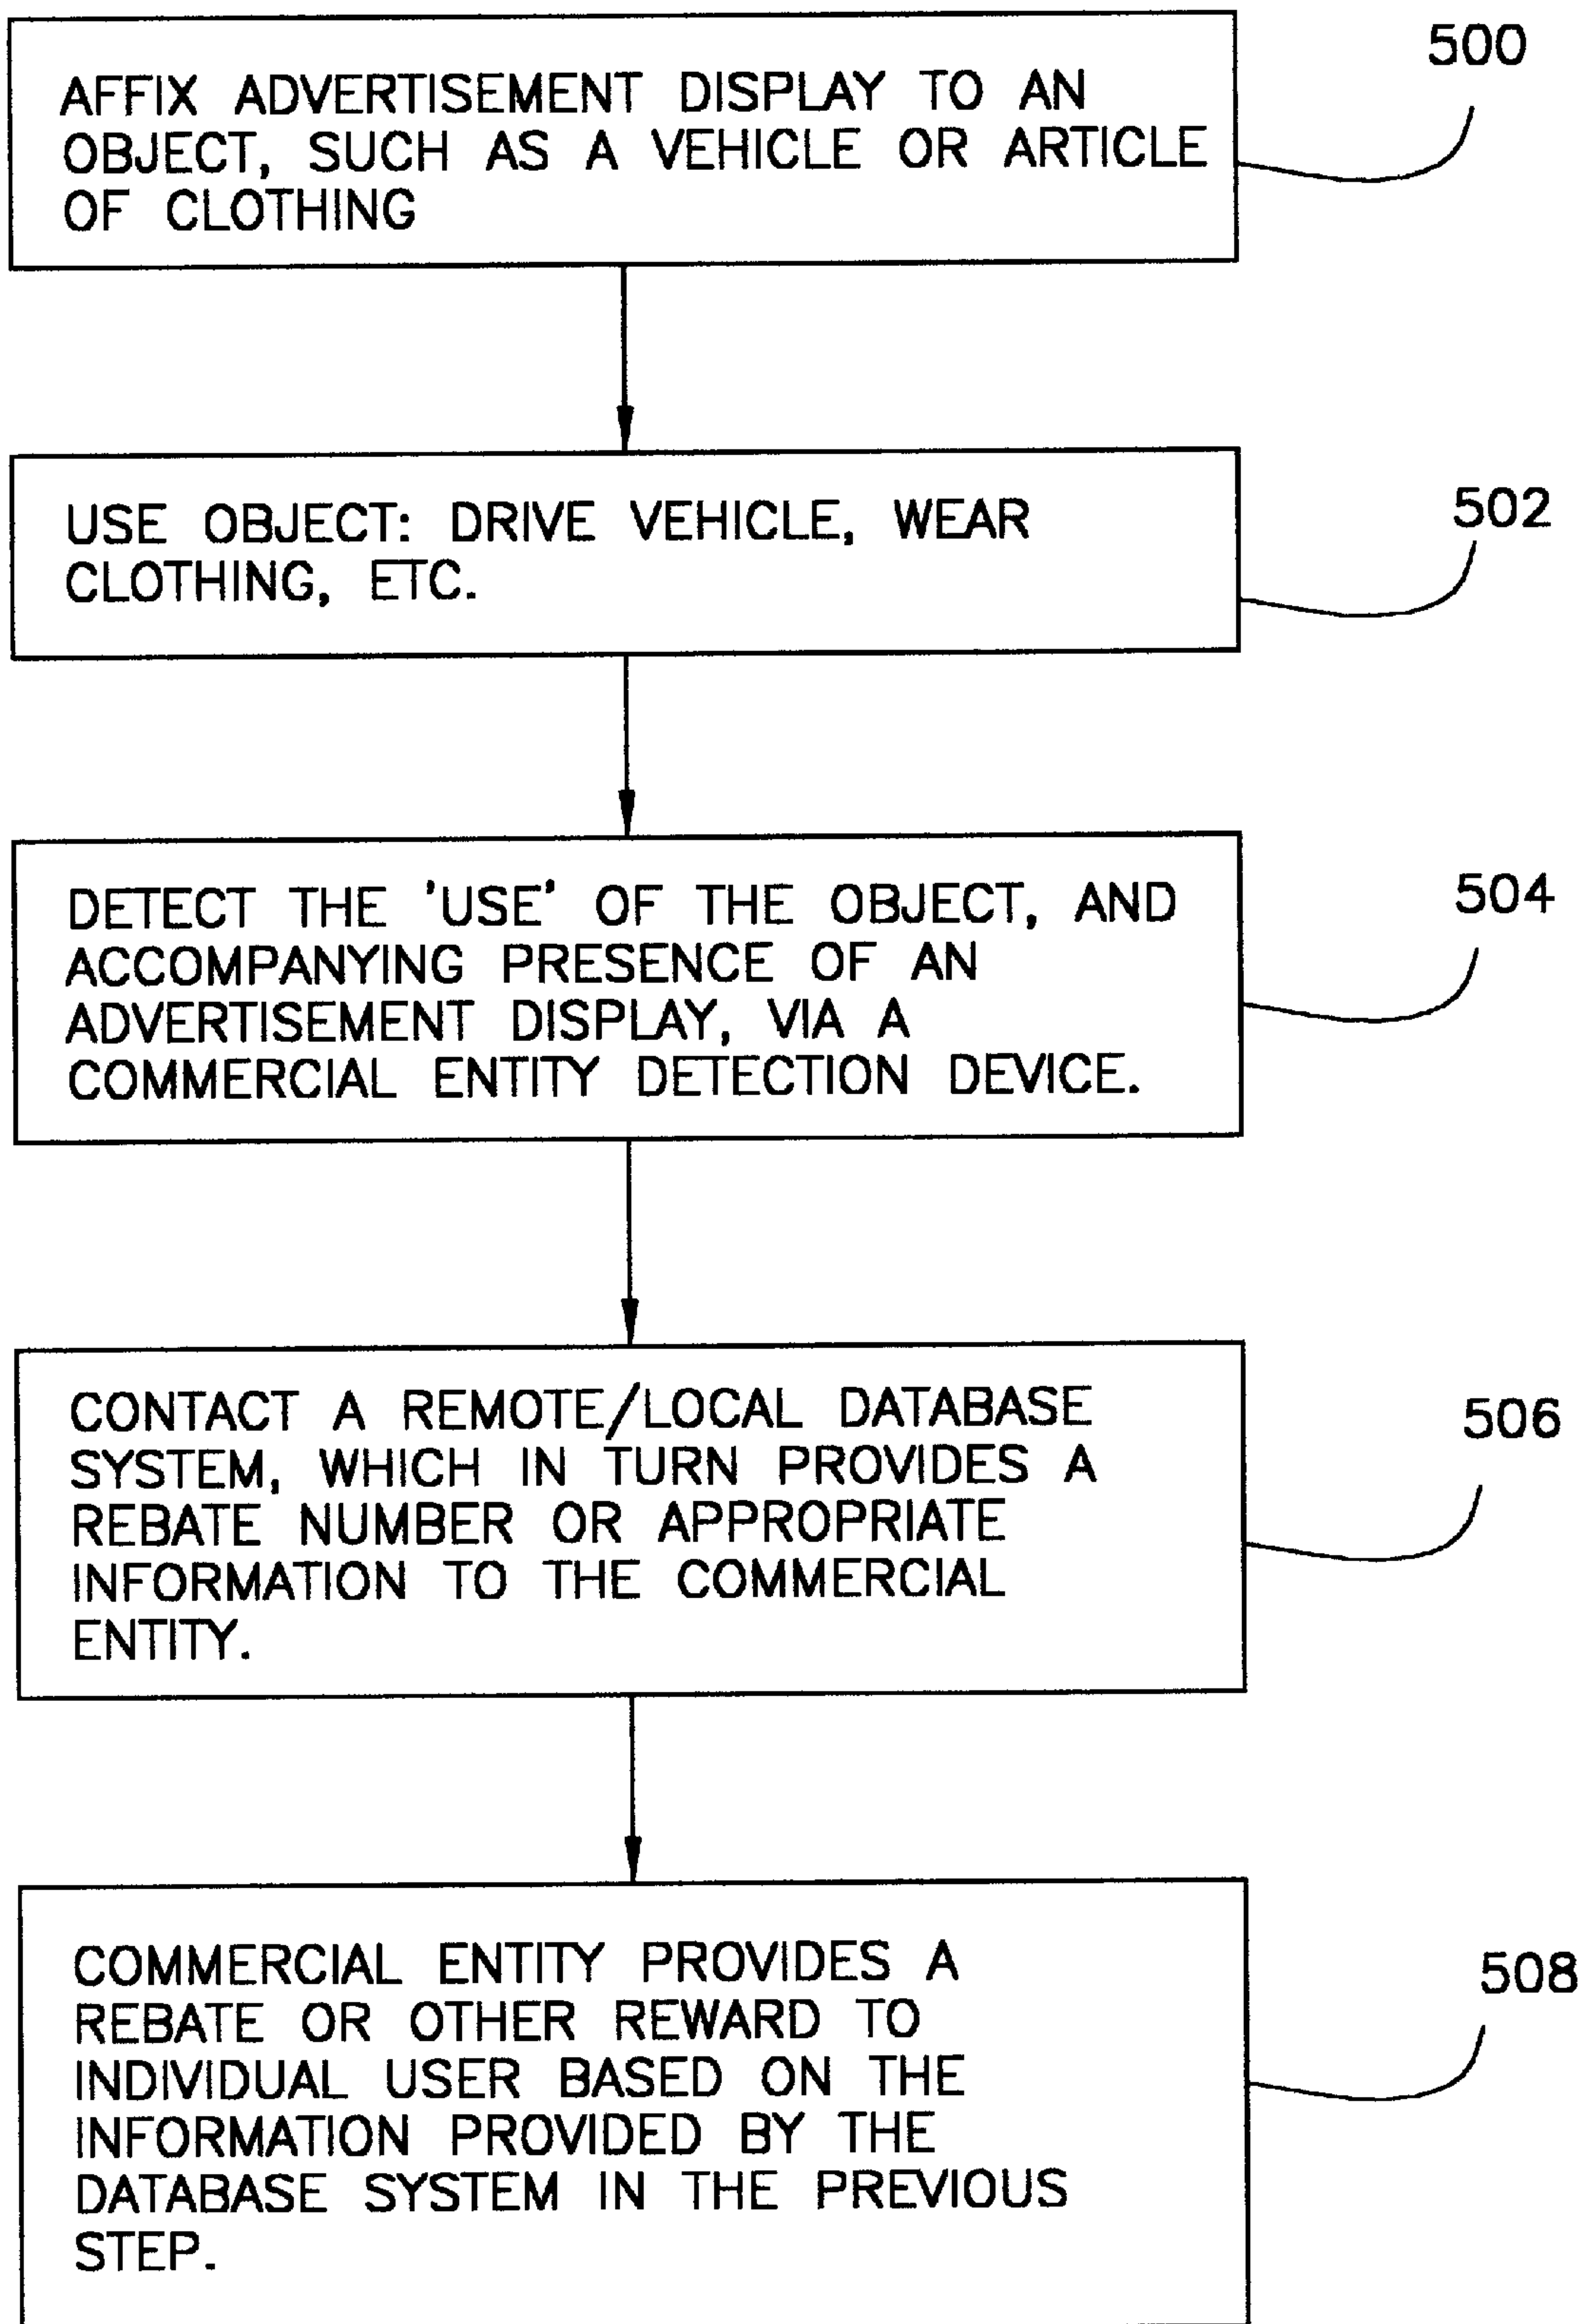 500
AFFIX ADVERTISEMENT DISPLAY TO AN
OBJECT, SUCH AS A VEHICLE OR ARTICLE
OF CLOTHING
502
USE OBJECT: DRIVE VEHICLE, WEAR
CLOTHING, ETC.
504
DETECT THE 'USE' OF THE OBJECT, AND
ACCOMPANYING PRESENCE OF AN
ADVERTISEMENT DISPLAY, VIA A
COMMERCIAL ENTITY DETECTION DEVICE.
506
CONTACT A REMOTE/LOCAL DATABASE
SYSTEM, WHICH IN TURN PROVIDES A
REBATE NUMBER OR APPROPRIATE
INFORMATION TO THE COMMERCIAL
ENTITY.
508
COMMERCIAL ENTITY PROVIDES A
REBATE OR OTHER REWARD TO
INDIVIDUAL USER BASED ON THE
INFORMATION PROVIDED BY THE
DATABASE SYSTEM IN THE PREVIOUS
STEP.